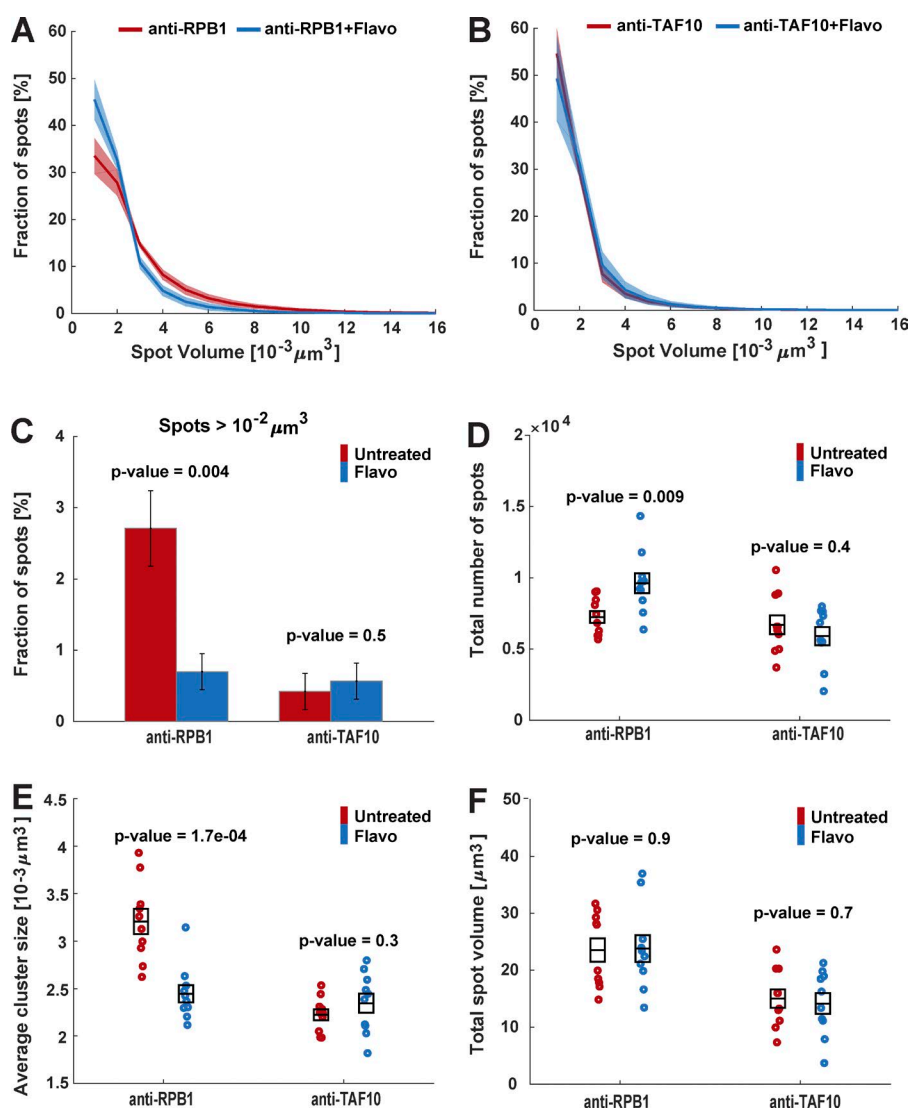 A
anti-RPB1 anti-RPB1+Flavo
60
50
40
30
20
10
0
Fraction of spots [%]
0 2 4 6 8 10 12 14 16
Spot Volume [10-3 μm3]
B
anti-TAF10 anti-TAF10+Flavo
60
50
40
30
20
10
0
Fraction of spots [%]
0 2 4 6 8 10 12 14 16
Spot Volume [10-3 μm3 ]
C
Spots > 10-2 μm3
4
3
2
1
0
Fraction of spots [%]
Untreated
Flavo
p-value = 0.004
p-value = 0.5
anti-RPB1 anti-TAF10
D
×104
2
1.5
1
0.5
0
Total number of spots
Untreated
Flavo
p-value = 0.009
p-value = 0.4
anti-RPB1 anti-TAF10
E
4.5
4
3.5
3
2.5
2
1.5
Average cluster size [10-3μm3]
Untreated
Flavo
p-value = 1.7e-04
p-value = 0.3
anti-RPB1 anti-TAF10
F
50
40
30
20
10
0
Total spot volume [μm3]
Untreated
Flavo
p-value = 0.9
p-value = 0.7
anti-RPB1 anti-TAF10